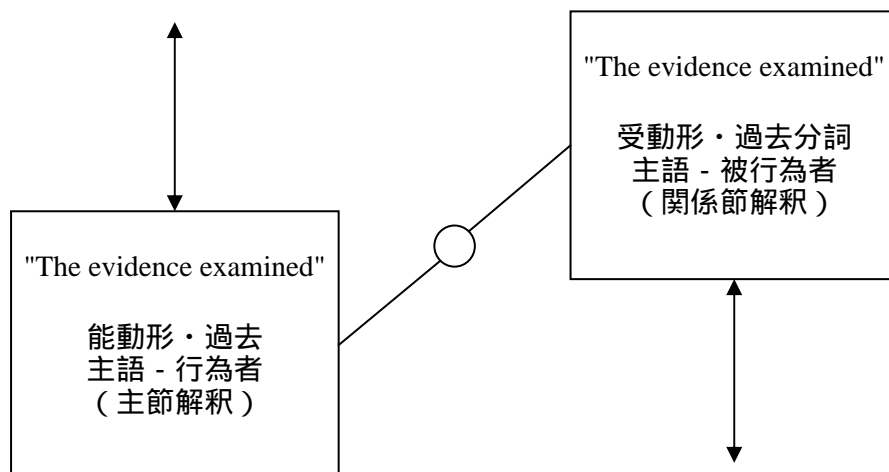 "The evidence examined"
能動形・過去
主語 - 行為者
（主節解釈）
"The evidence examined"
受動形・過去分詞
主語 - 被行為者
（関係節解釈）